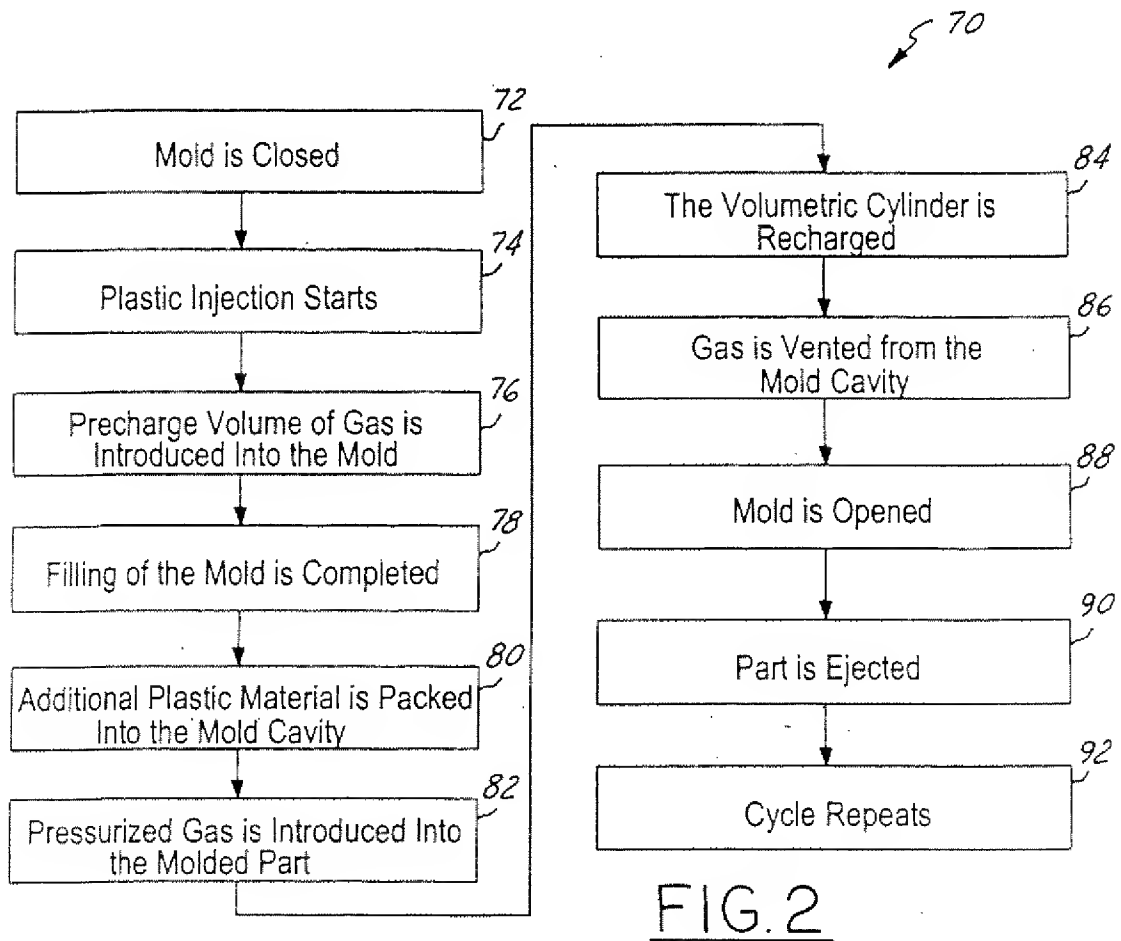 70
72
Mold is Closed
74
Plastic Injection Starts
76
Precharge Volume of Gas is
Introduced Into the Mold
78
Filling of the Mold is Completed
80
Additional Plastic Material is Packed
Into the Mold Cavity
82
Pressurized Gas is Introduced Into
the Molded Part
84
The Volumetric Cylinder is
Recharged
86
Gas is Vented from the
Mold Cavity
88
Mold is Opened
90
Part is Ejected
92
Cycle Repeats
FIG. 2